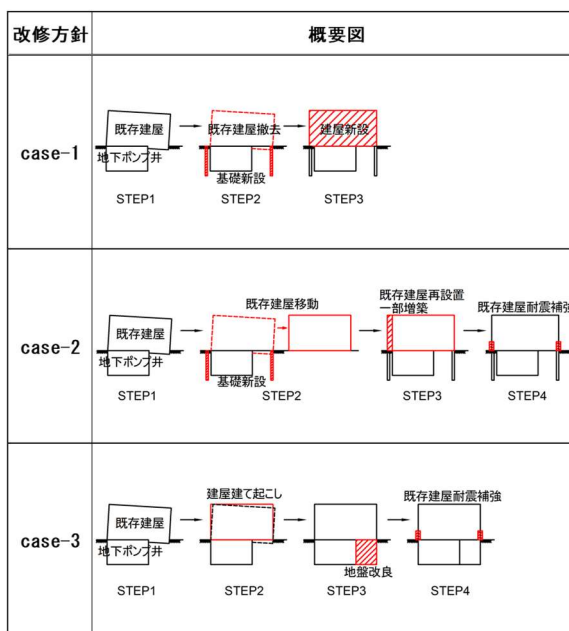 改修方針
概要図
case-1
既存建屋
地下ポンプ井
STEP1
既存建屋撤去
基礎新設
STEP2
建屋新設
STEP3
case-2
既存建屋
地下ポンプ井
STEP1
既存建屋移動
基礎新設
STEP2
既存建屋再設置
一部増築
STEP3
既存建屋耐震補強
STEP4
case-3
既存建屋
地下ポンプ井
STEP1
建屋建て起こし
STEP2
地盤改良
STEP3
既存建屋耐震補強
STEP4